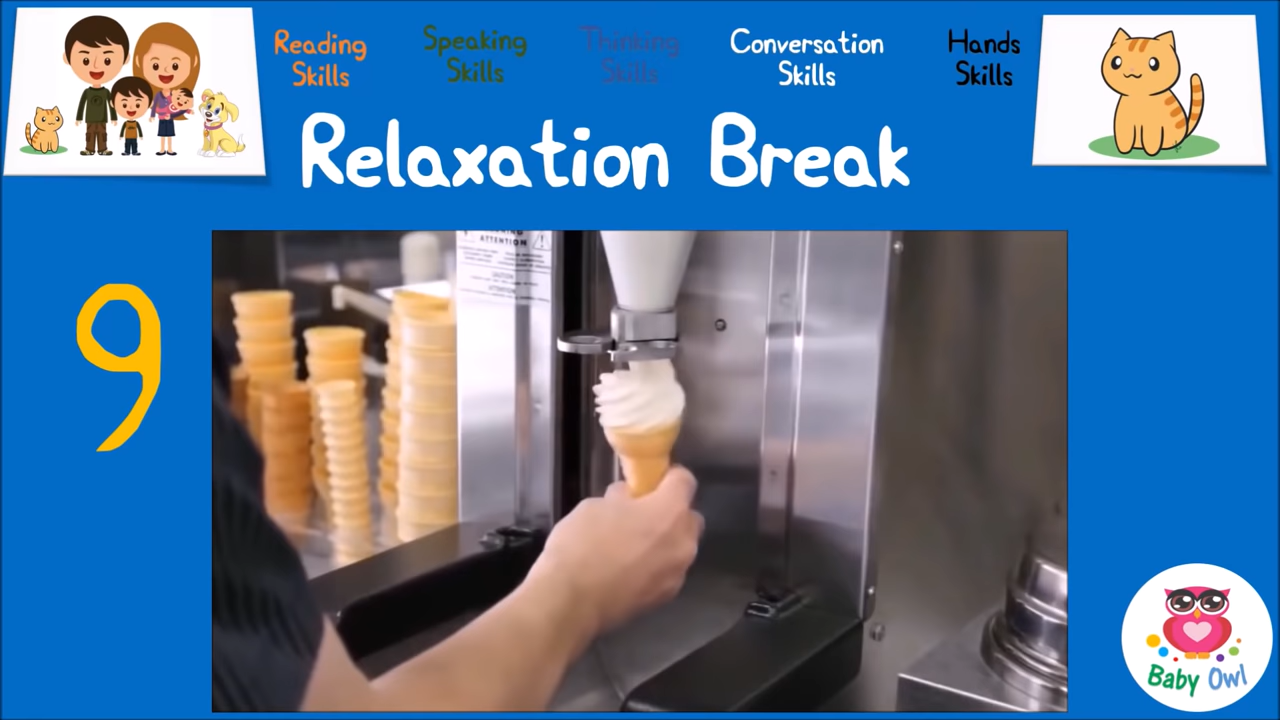 Reading
Skills
Speaking
Skills
Thinking
Skills
Conversation
Skills
Hands
Skills
Relaxation Break
9
ATTENTION
Baby Owl